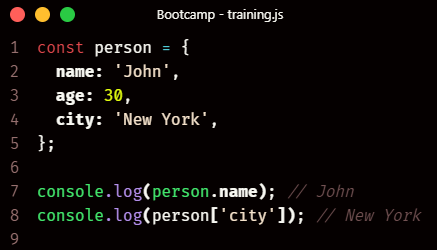 Bootcamp - training.js
1 const person = {
2   name: 'John',
3   age: 30,
4   city: 'New York',
5 };
6
7 console.log(person.name); // John
8 console.log(person['city']); // New York
9